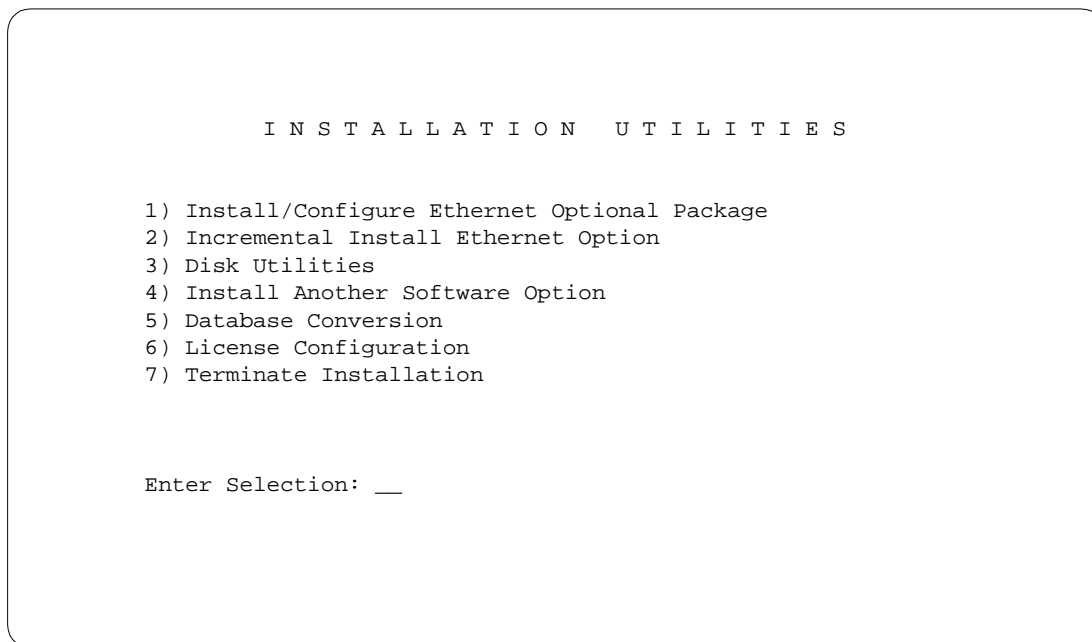 I N S T A L L A T I O N   U T I L I T I E S
1) Install/Configure Ethernet Optional Package
2) Incremental Install Ethernet Option
3) Disk Utilities
4) Install Another Software Option
5) Database Conversion
6) License Configuration
7) Terminate Installation
Enter Selection: __